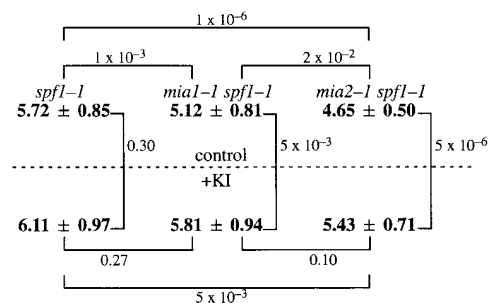 1 x 10⁻⁶
1 x 10⁻³ 2 x 10⁻²
spf1–1 mia1–1 spf1–1 mia2–1 spf1–1
5.72 ± 0.85 5.12 ± 0.81 4.65 ± 0.50
0.30 control 5 x 10⁻³ 5 x 10⁻⁶
+KI
6.11 ± 0.97 5.81 ± 0.94 5.43 ± 0.71
0.27 0.10
5 x 10⁻³